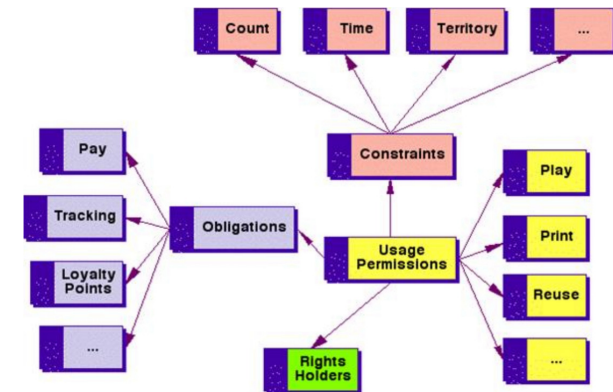 Count
Time
Territory
...
Constraints
Pay
Tracking
Loyalty
Points
...
Obligations
Usage
Permissions
Play
Print
Reuse
...
Rights
Holders